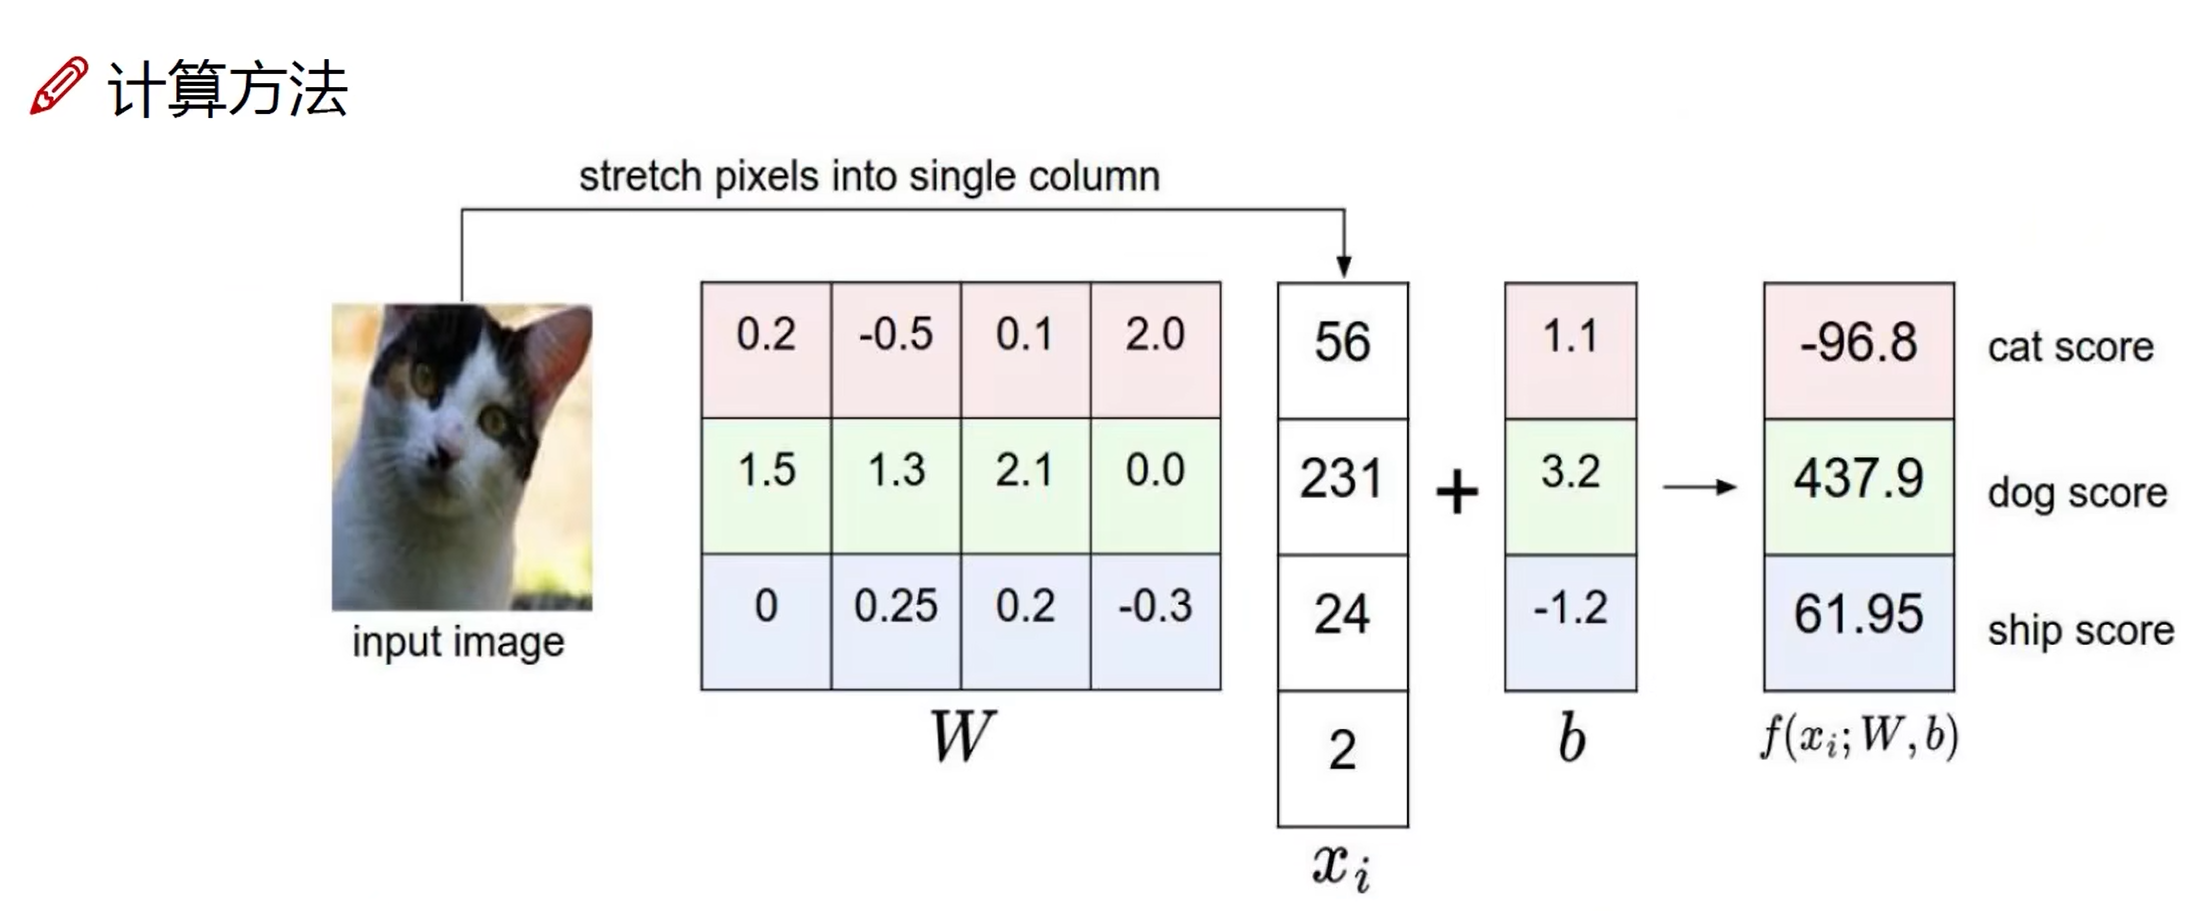 计算方法
stretch pixels into single column
0.2 -0.5 0.1 2.0
1.5 1.3 2.1 0.0
0 0.25 0.2 -0.3
W
56
231
24
2
x_i
+
1.1
3.2
-1.2
b
-96.8 cat score
437.9 dog score
61.95 ship score
f(x_i; W, b)
input image